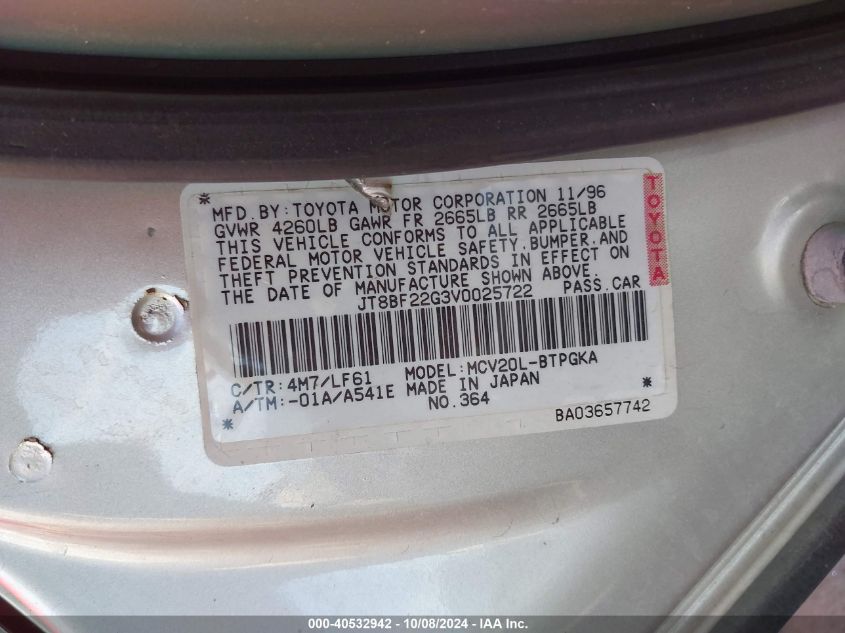 MFD.BY:TOYOTA MOTOR CORPORATION 11/96
GVWR 4260LB GAWR FR 2665LB RR 2665LB
THIS VEHICLE CONFORMS TO ALL APPLICABLE
FEDERAL MOTOR VEHICLE SAFETY,BUMPER,AND
THEFT PREVENTION STANDARDS IN EFFECT ON
THE DATE OF MANUFACTURE SHOWN ABOVE.
JT8BF22G3V0025722 PASS.CAR
TOYOTA
C/TR:4M7/LF61 MODEL:MCV20L-BTPGKA
A/TM:-01A/A541E MADE IN JAPAN
NO.364 BA03657742
000-40532942 - 10/08/2024 - IAA Inc.